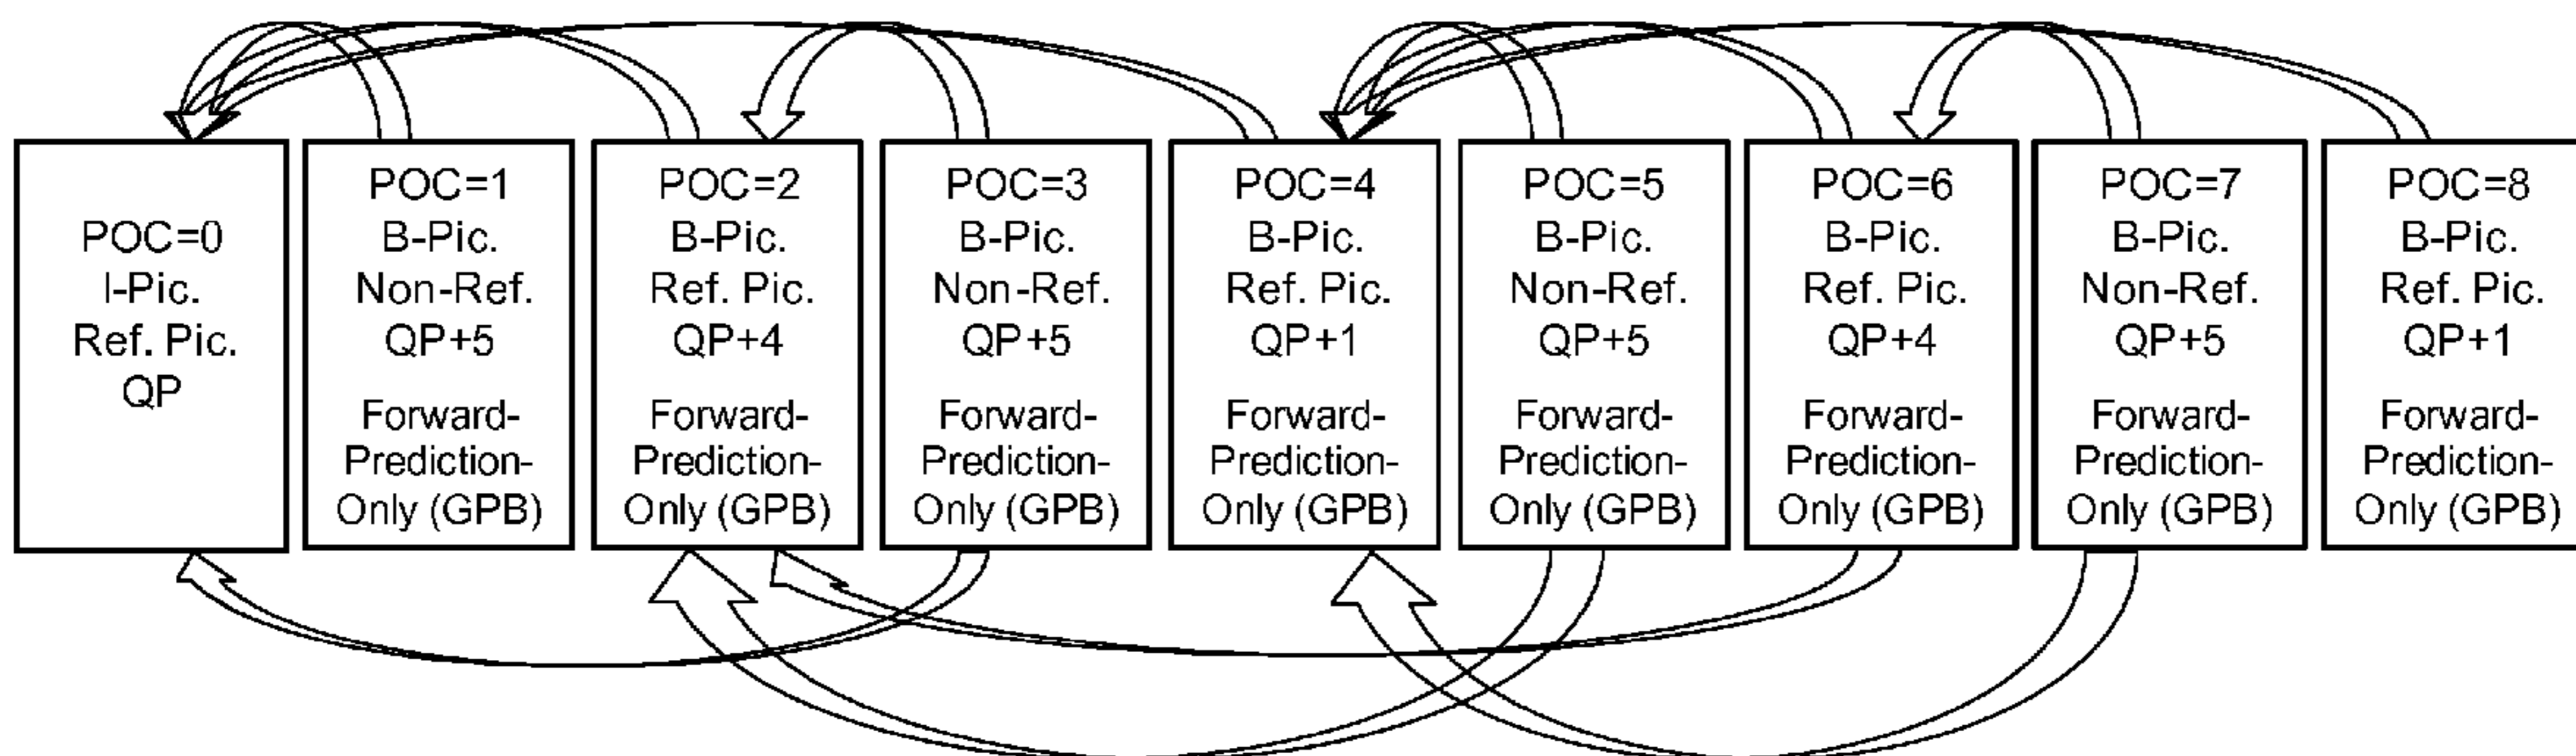 POC=0
I-Pic.
Ref. Pic.
QP
POC=1
B-Pic.
Non-Ref.
QP+5
Forward-
Prediction-
Only (GPB)
POC=2
B-Pic.
Ref. Pic.
QP+4
Forward-
Prediction-
Only (GPB)
POC=3
B-Pic.
Non-Ref.
QP+5
Forward-
Prediction-
Only (GPB)
POC=4
B-Pic.
Ref. Pic.
QP+1
Forward-
Prediction-
Only (GPB)
POC=5
B-Pic.
Non-Ref.
QP+5
Forward-
Prediction-
Only (GPB)
POC=6
B-Pic.
Ref. Pic.
QP+4
Forward-
Prediction-
Only (GPB)
POC=7
B-Pic.
Non-Ref.
QP+5
Forward-
Prediction-
Only (GPB)
POC=8
B-Pic.
Ref. Pic.
QP+1
Forward-
Prediction-
Only (GPB)